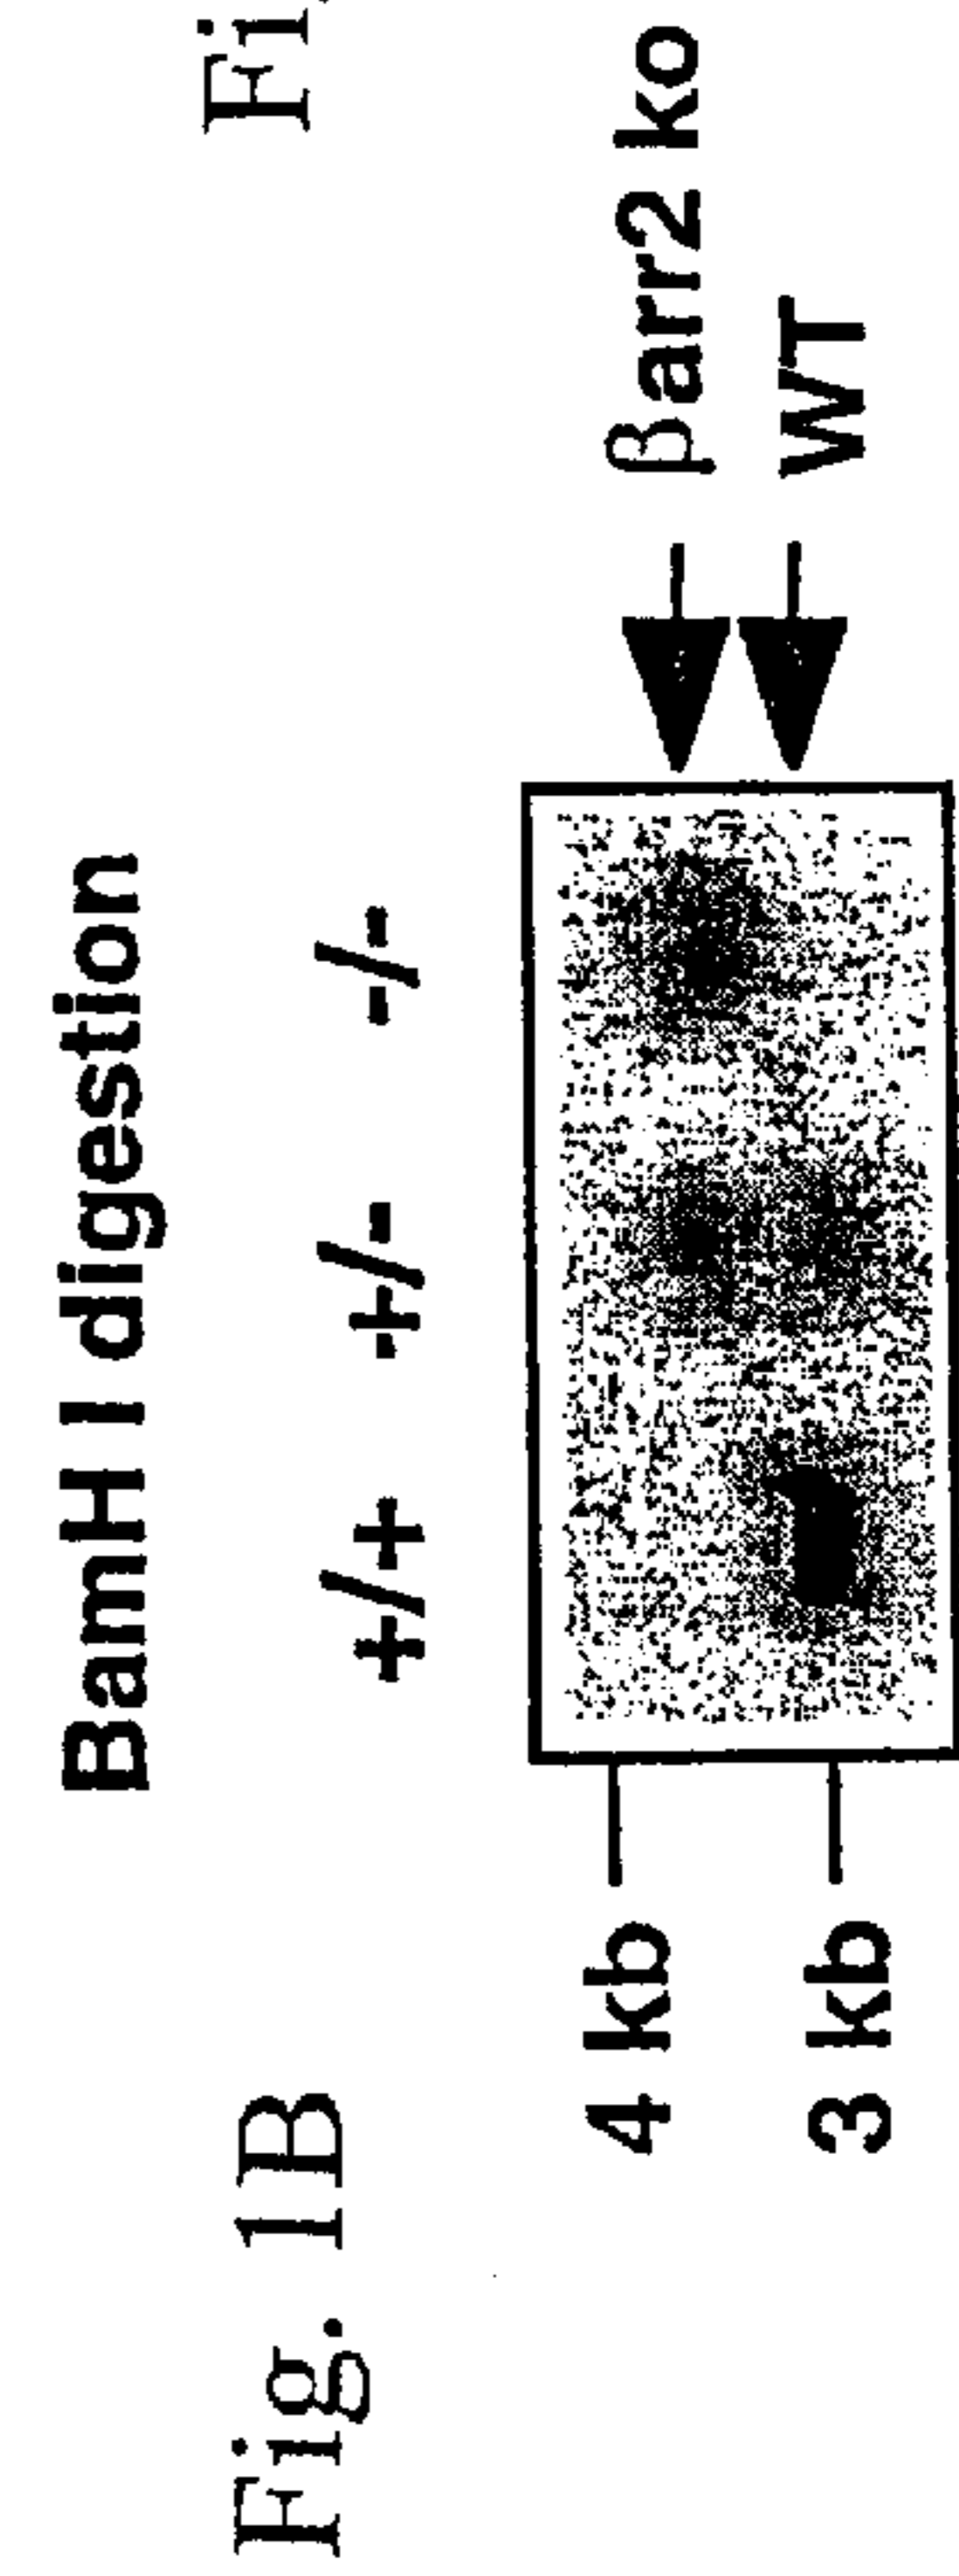 Fig. 1B
BamH I digestion
+/+ +/- -/-
4 kb
3 kb
βarr2 ko
WT
Fi